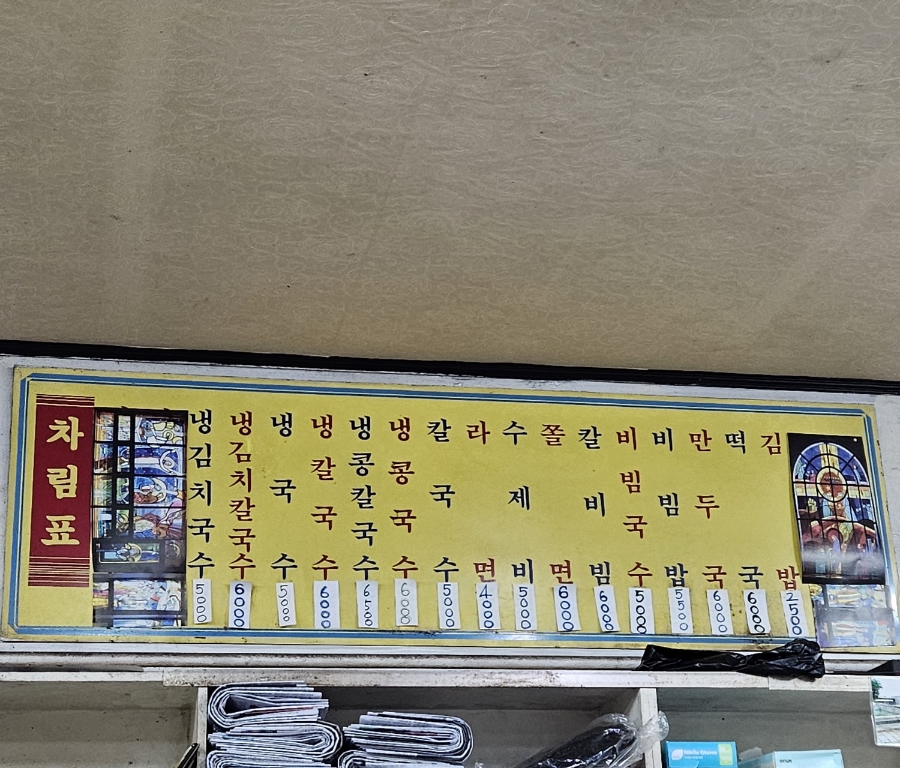 차림표
냉김치국수 5000
냉김치칼국수 6000
냉국수 5000
냉칼국수 6000
냉콩칼국수 6500
냉콩국수 6000
칼국수 5000
라면 4000
수제비 5000
쫄면 6000
칼비빔 6000
비빔국수 5000
비빔밥 5500
만두국 6000
떡국 6000
김밥 2500